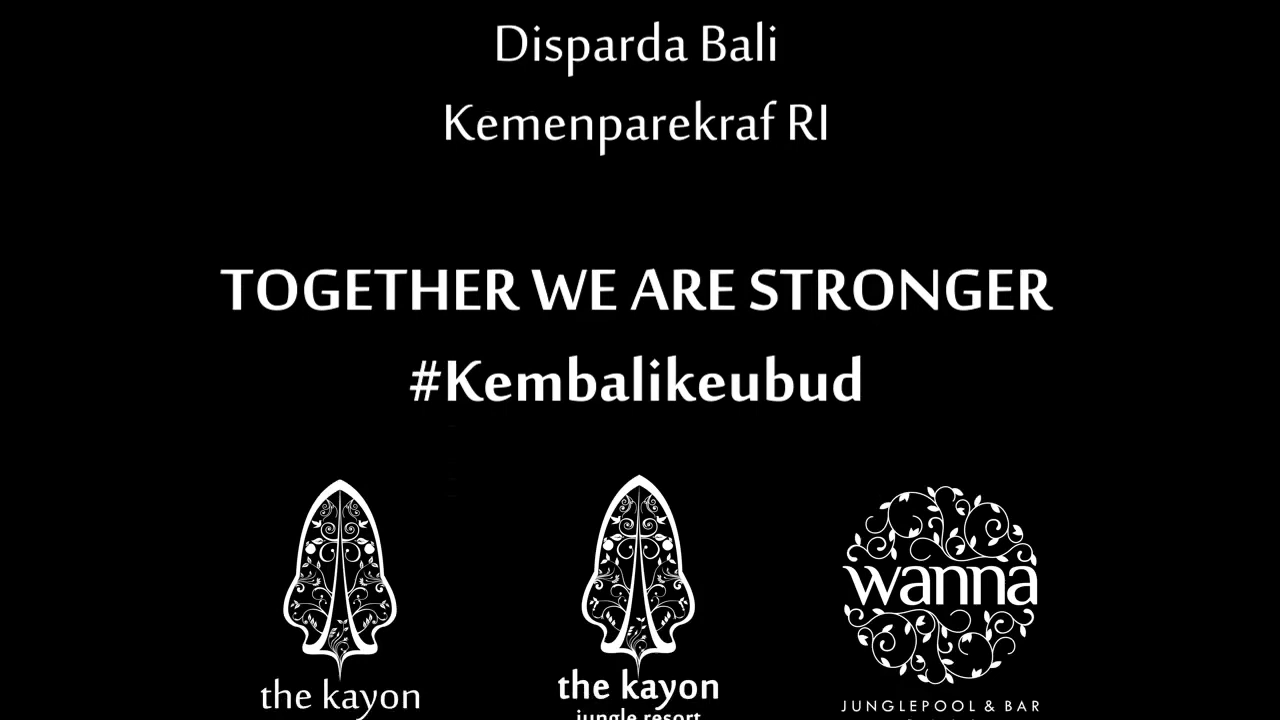 Disparda Bali
Kemenparekraf RI
TOGETHER WE ARE STRONGER
#Kembalikeubud
the kayon
the kayon
jungle resort
wanna
JUNGLEPOOL & BAR